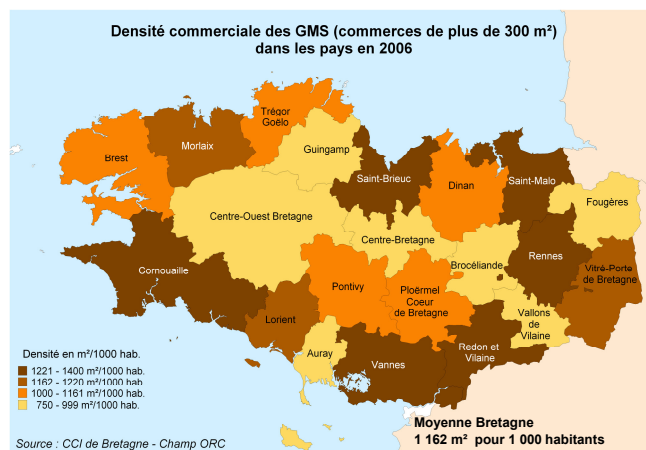 Densité commerciale des GMS (commerces de plus de 300 m²)
dans les pays en 2006
Trégor
Goëlo
Morlaix
Guingamp
Brest
Saint-Brieuc
Dinan
Saint-Malo
Fougères
Centre-Ouest Bretagne
Centre-Bretagne
Rennes
Brocéliande
Vitré-Porte
de Bretagne
Cornouaille
Pontivy
Ploërmel
Coeur
de Bretagne
Lorient
Vallons
de
Vilaine
Redon et
Vilaine
Auray
Vannes
Densité en m²/1000 hab.
1221 - 1400 m²/1000 hab.
1162 - 1220 m²/1000 hab.
1000 - 1161 m²/1000 hab.
750 - 999 m²/1000 hab.
Moyenne Bretagne
1 162 m² pour 1 000 habitants
Source : CCI de Bretagne - Champ ORC